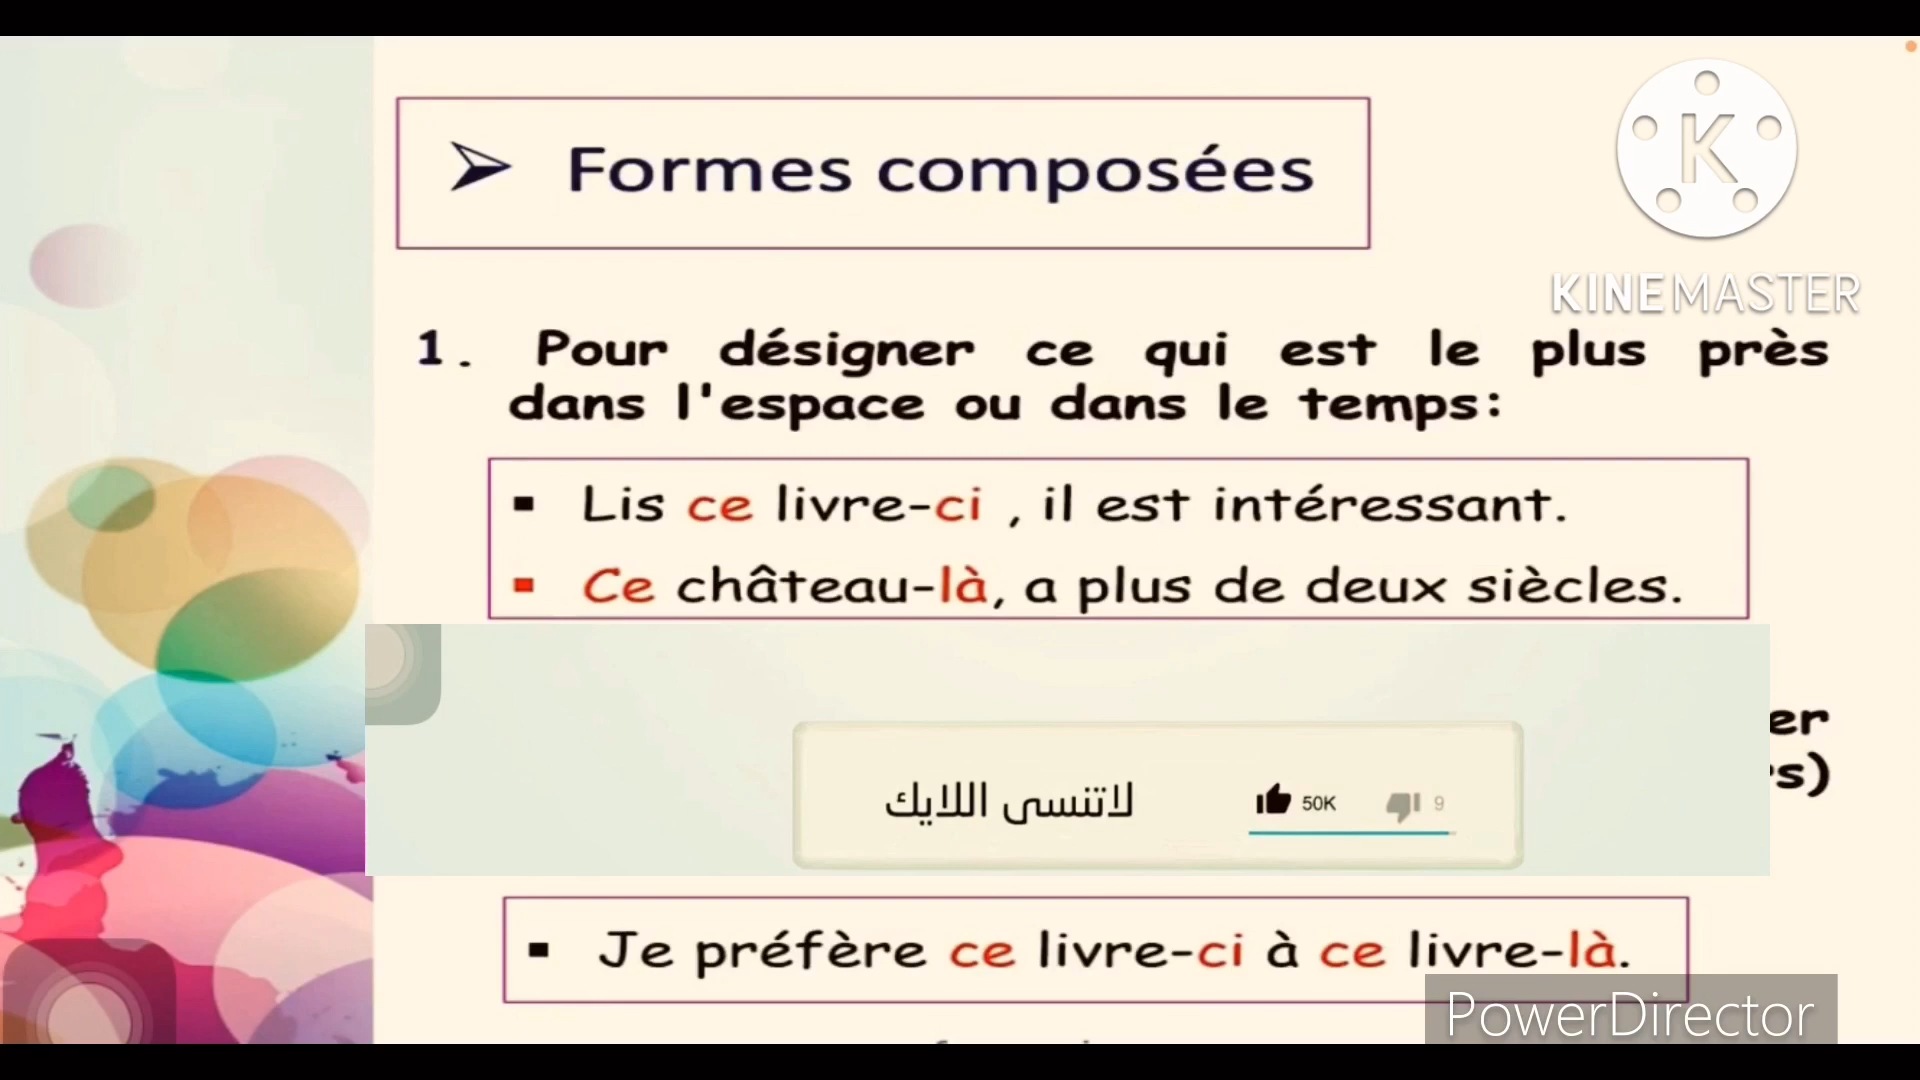 ➢ Formes composées
K
KINEMASTER
1. Pour désigner ce qui est le plus près
dans l'espace ou dans le temps:
▪ Lis ce livre-ci , il est intéressant.
▪ Ce château-là, a plus de deux siècles.
لاتنسى اللايك 50K 9
▪ Je préfère ce livre-ci à ce livre-là.
PowerDirector